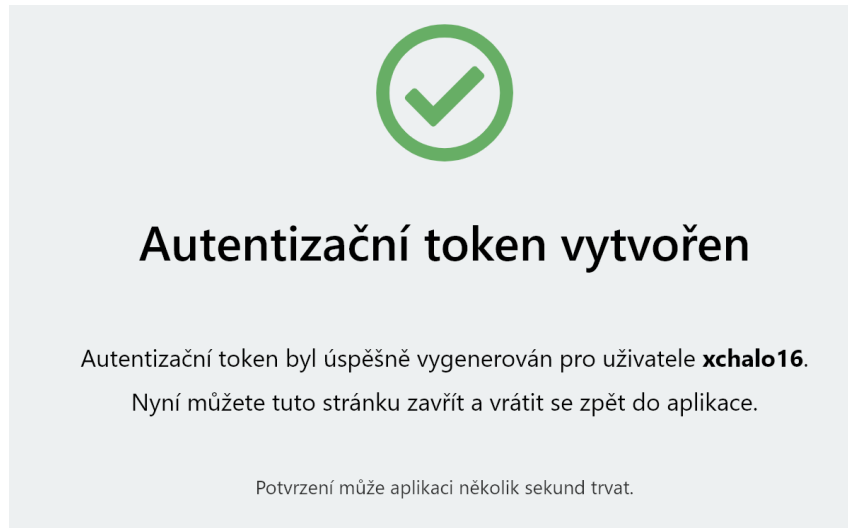 Autentizační token vytvořen
Autentizační token byl úspěšně vygenerován pro uživatele xchalo16.
Nyní můžete tuto stránku zavřít a vrátit se zpět do aplikace.
Potvrzení může aplikaci několik sekund trvat.